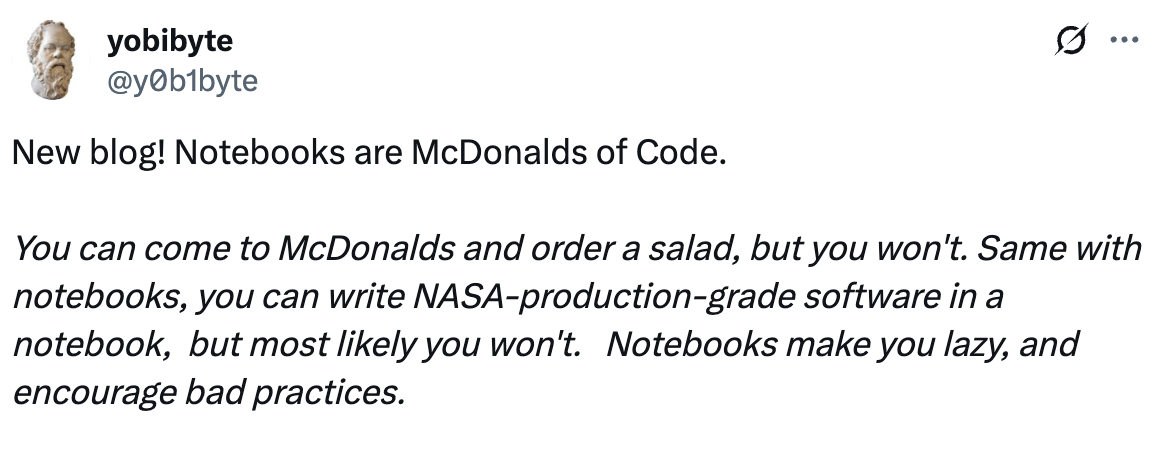 yobibyte
@y0b1byte
New blog! Notebooks are McDonalds of Code.
You can come to McDonalds and order a salad, but you won't. Same with
notebooks, you can write NASA-production-grade software in a
notebook,  but most likely you won't.   Notebooks make you lazy, and
encourage bad practices.